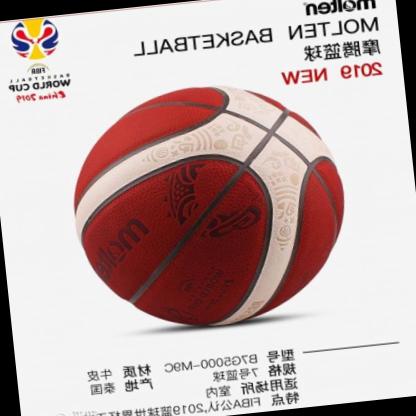 molten
MOLTEN BASKETBALL
摩腾篮球
2019 NEW
FIBA
BASKETBALL
WORLD CUP
China 2019
molten
型号 B7G5000-M9C 材质 牛皮
规格 7号篮球 产地 泰国
适用场所 室内
特点 FIBA公认,2019篮球世界杯